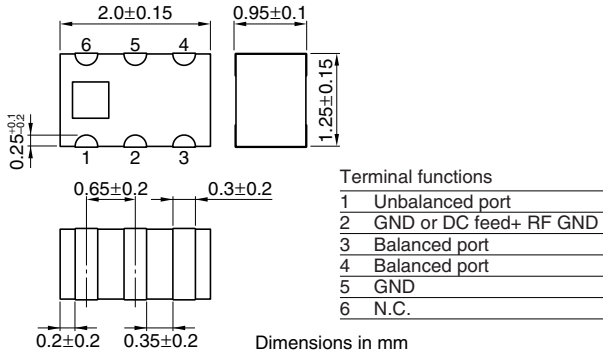 2.0±0.15
0.95±0.1
6 5 4
1.25±0.15
0.25+0.1 −0.2
1 2 3
0.65±0.2
0.3±0.2
0.2±0.2
0.35±0.2
Terminal functions
1 Unbalanced port
2 GND or DC feed+ RF GND
3 Balanced port
4 Balanced port
5 GND
6 N.C.
Dimensions in mm